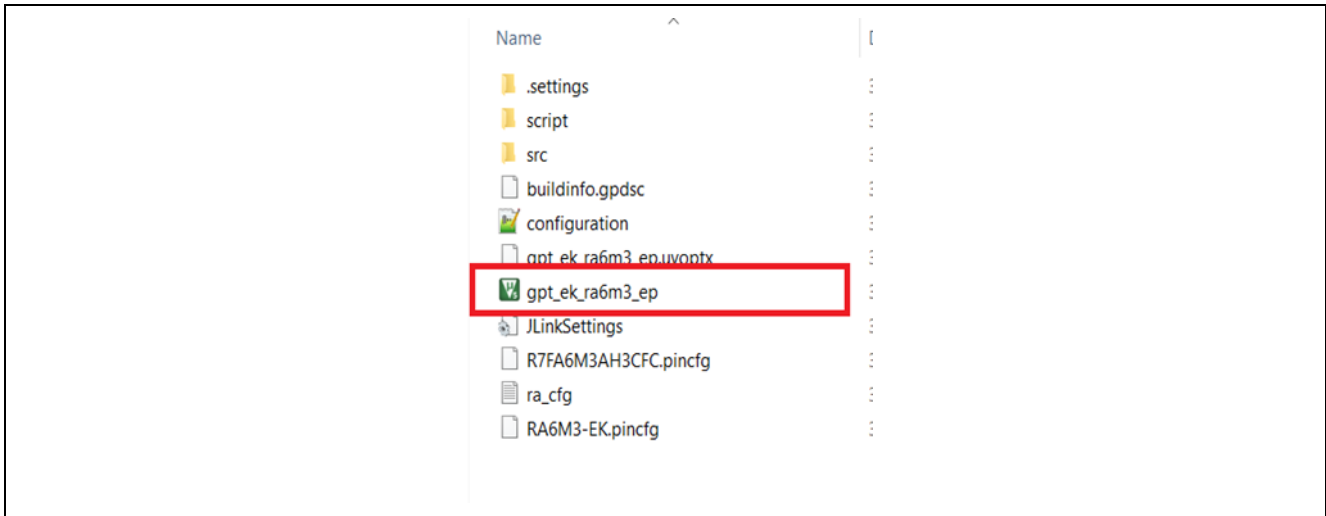 Name
.settings
script
src
buildinfo.gpdsc
configuration
gpt_ek_ra6m3_ep.uvoptx
gpt_ek_ra6m3_ep
JLinkSettings
R7FA6M3AH3CFC.pincfg
ra_cfg
RA6M3-EK.pincfg